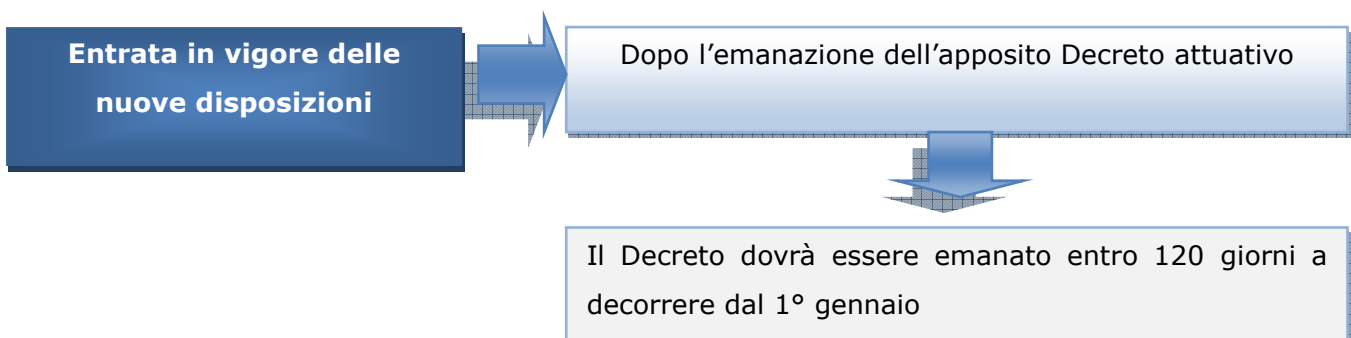 Entrata in vigore delle
nuove disposizioni
Dopo l’emanazione dell’apposito Decreto attuativo
Il Decreto dovrà essere emanato entro 120 giorni a
decorrere dal 1° gennaio